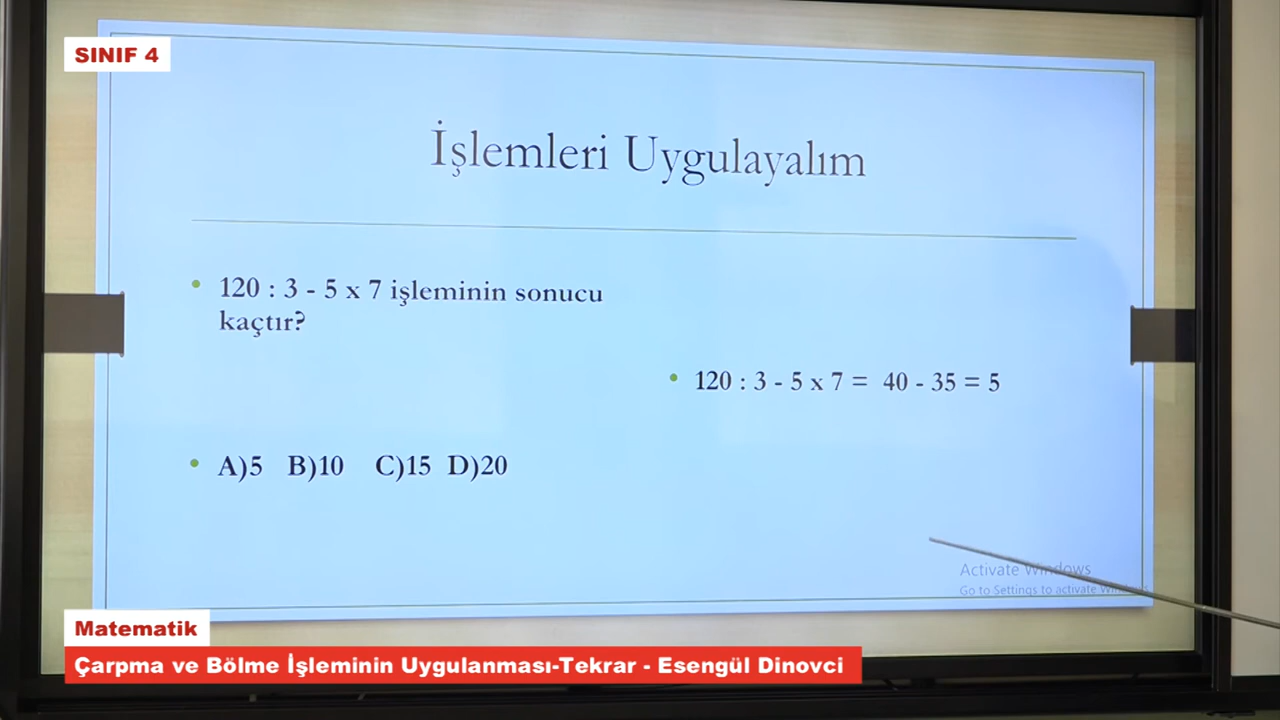 SINIF 4
İşlemleri Uygulayalım
• 120 : 3 - 5 x 7 işleminin sonucu
kaçtır?
• 120 : 3 - 5 x 7 = 40 - 35 = 5
• A)5 B)10 C)15 D)20
Activate Windows
Go to Settings to activate
Matematik
Çarpma ve Bölme İşleminin Uygulanması-Tekrar - Esengül Dinovci